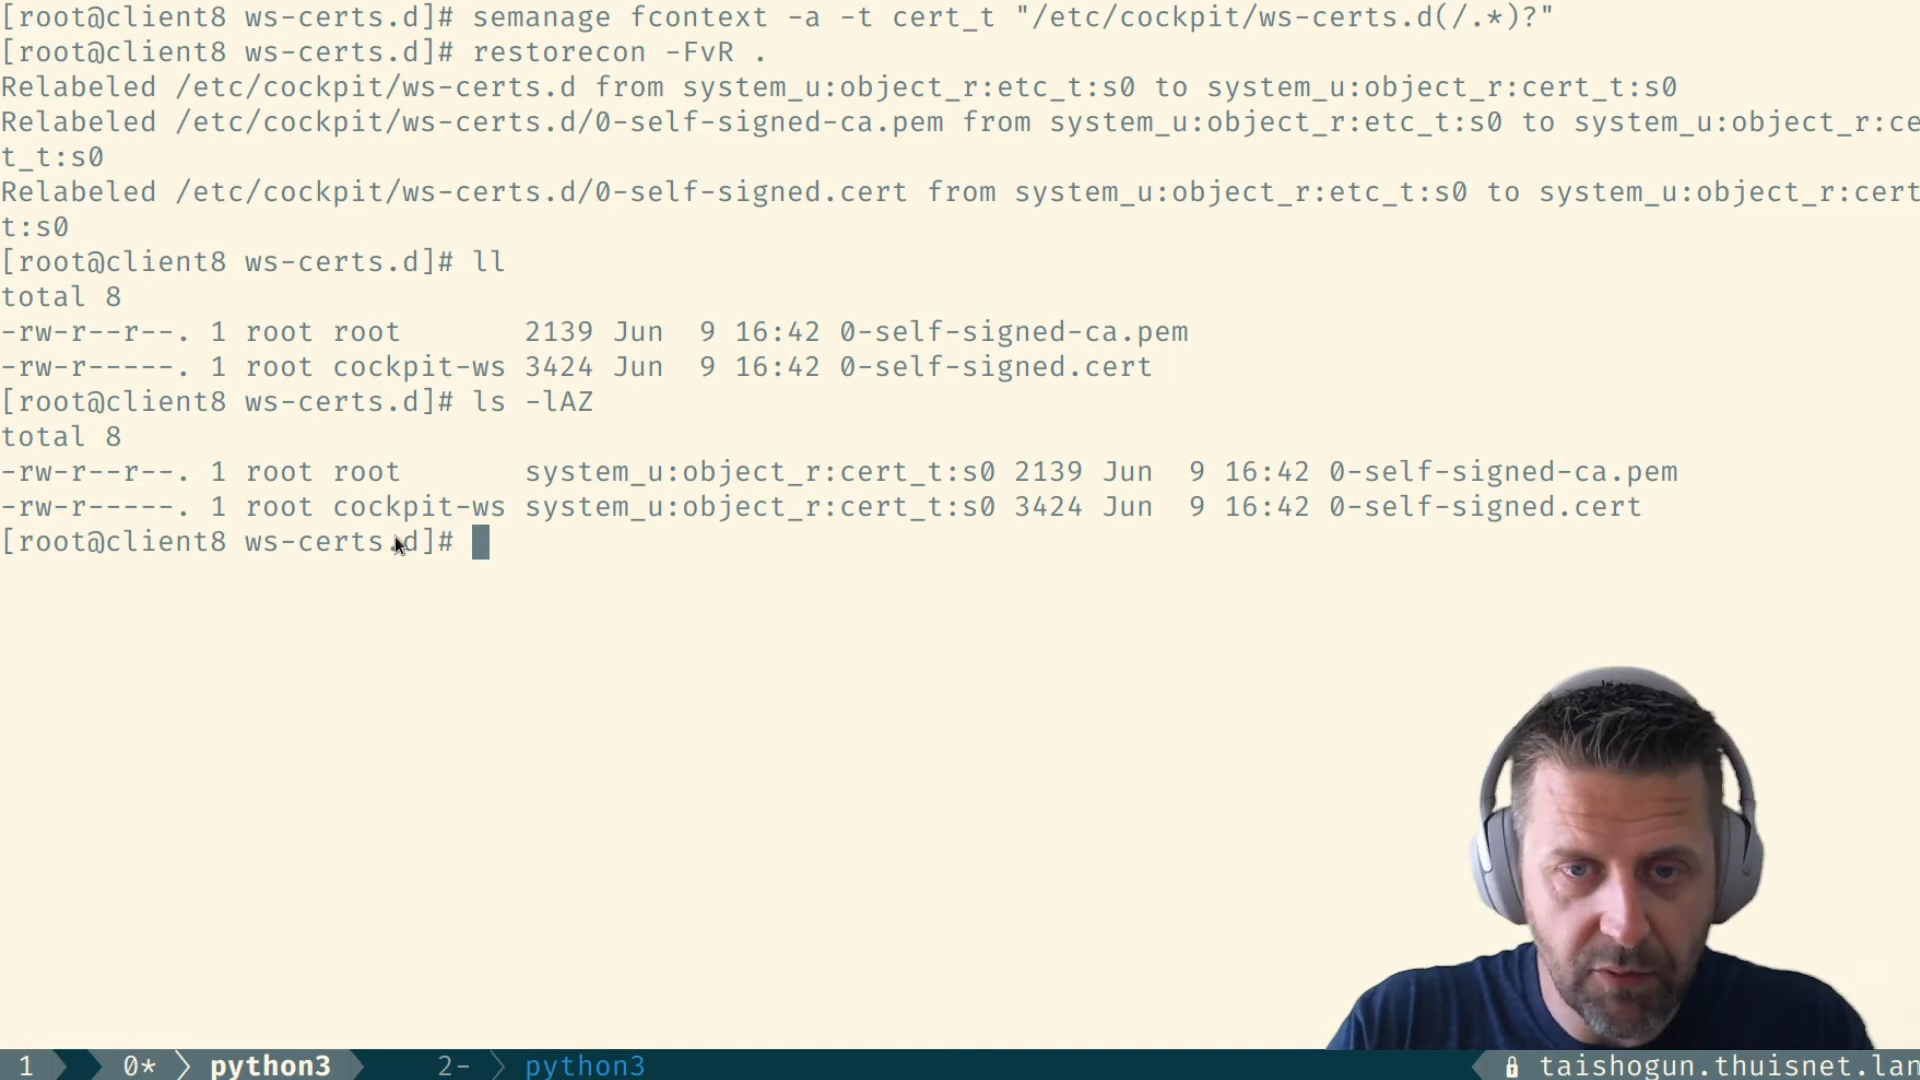 [root@client8 ws-certs.d]# semanage fcontext -a -t cert_t "/etc/cockpit/ws-certs.d(/.*)?"
[root@client8 ws-certs.d]# restorecon -FvR .
Relabeled /etc/cockpit/ws-certs.d from system_u:object_r:etc_t:s0 to system_u:object_r:cert_t:s0
Relabeled /etc/cockpit/ws-certs.d/0-self-signed-ca.pem from system_u:object_r:etc_t:s0 to system_u:object_r:ce
t_t:s0
Relabeled /etc/cockpit/ws-certs.d/0-self-signed.cert from system_u:object_r:etc_t:s0 to system_u:object_r:cert
t:s0
[root@client8 ws-certs.d]# ll
total 8
-rw-r--r--. 1 root root       2139 Jun  9 16:42 0-self-signed-ca.pem
-rw-r-----. 1 root cockpit-ws 3424 Jun  9 16:42 0-self-signed.cert
[root@client8 ws-certs.d]# ls -lAZ
total 8
-rw-r--r--. 1 root root       system_u:object_r:cert_t:s0 2139 Jun  9 16:42 0-self-signed-ca.pem
-rw-r-----. 1 root cockpit-ws system_u:object_r:cert_t:s0 3424 Jun  9 16:42 0-self-signed.cert
[root@client8 ws-certs.d]#
1 0* python3 2- python3 taishogun.thuisnet.lan